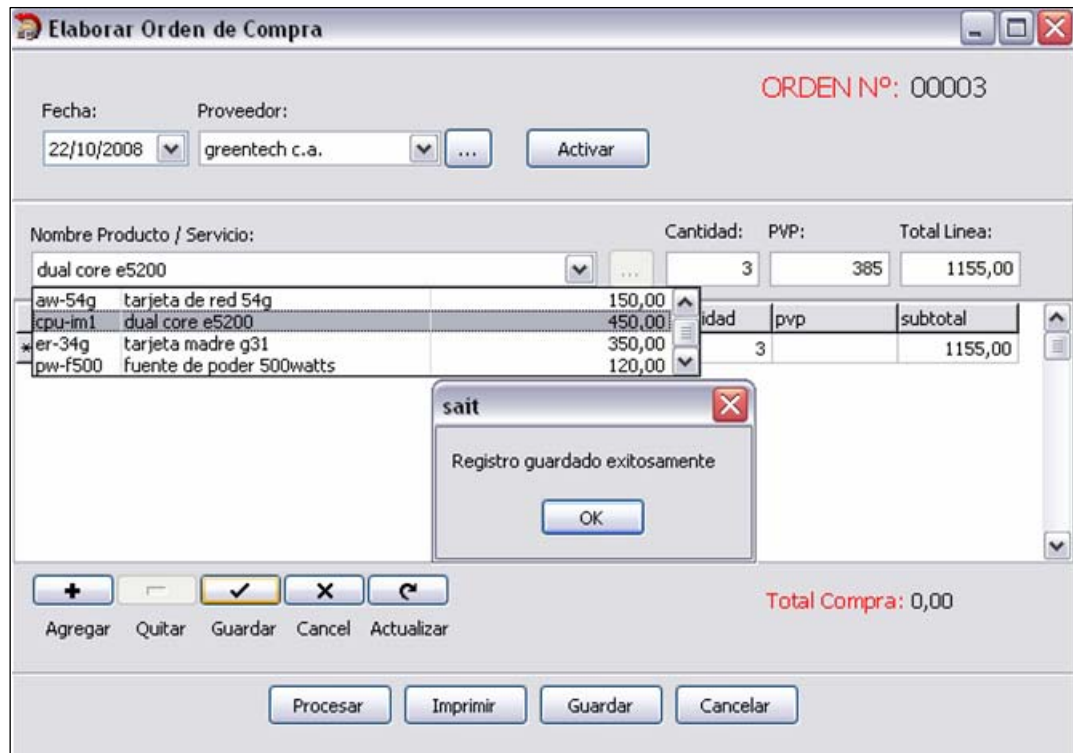 Elaborar Orden de Compra
ORDEN Nº: 00003
Fecha: Proveedor:
22/10/2008 greentech c.a. ... Activar
Nombre Producto / Servicio: Cantidad: PVP: Total Linea:
dual core e5200 ... 3 385 1155,00
aw-54g tarjeta de red 54g 150,00
cpu-im1 dual core e5200 450,00 idad pvp subtotal
er-34g tarjeta madre g31 350,00 3 1155,00
pw-f500 fuente de poder 500watts 120,00
sait
Registro guardado exitosamente
OK
Agregar Quitar Guardar Cancel Actualizar
Total Compra: 0,00
Procesar Imprimir Guardar Cancelar